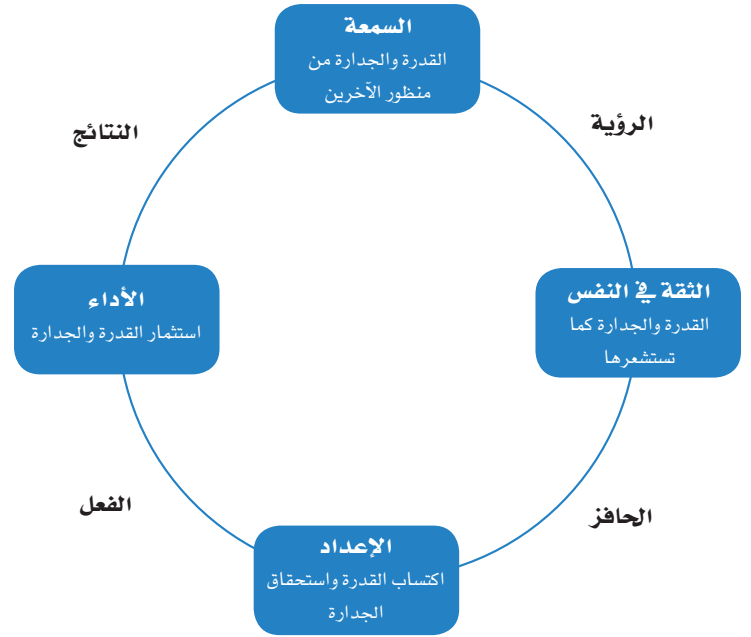 السمعة
القدرة والجدارة من
منظور الآخرين
الرؤية
النتائج
الثقة في النفس
القدرة والجدارة كما
تستشعرها
الأداء
استثمار القدرة والجدارة
الحافز
الفعل
الإعداد
اكتساب القدرة واستحقاق
الجدارة